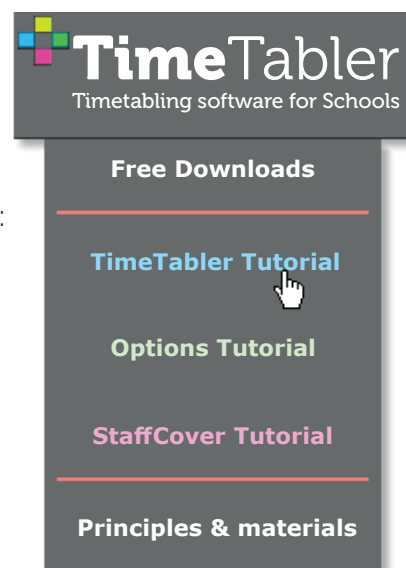 TimeTabler
Timetabling software for Schools
Free Downloads
:
TimeTabler Tutorial
Options Tutorial
StaffCover Tutorial
Principles & materials